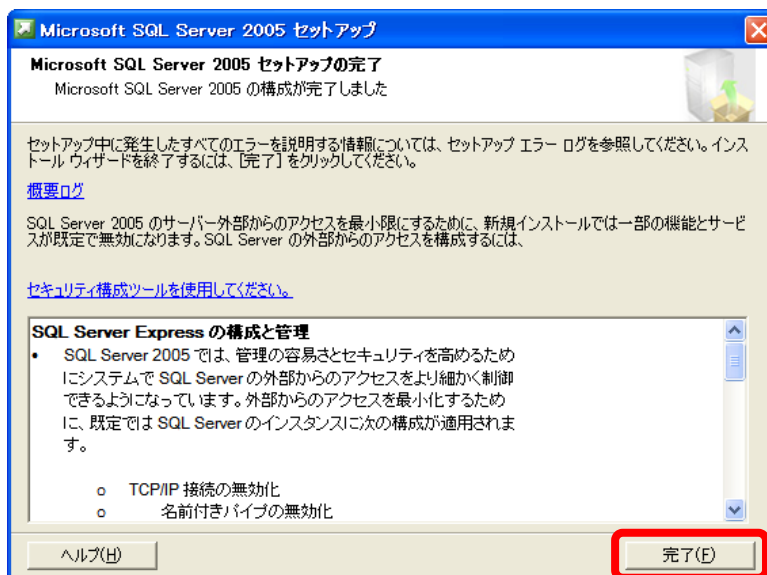 Microsoft SQL Server 2005 セットアップ
Microsoft SQL Server 2005 セットアップの完了
Microsoft SQL Server 2005 の構成が完了しました
セットアップ中に発生したすべてのエラーを説明する情報については、セットアップ エラー ログを参照してください。インス
トール ウィザードを終了するには、[完了] をクリックしてください。
概要ログ
SQL Server 2005 のサーバー外部からのアクセスを最小限にするために、新規インストールでは一部の機能とサービ
スが既定で無効になります。SQL Server の外部からのアクセスを構成するには、
セキュリティ構成ツールを使用してください。
SQL Server Express の構成と管理
• SQL Server 2005 では、管理の容易さとセキュリティを高めるため
にシステムで SQL Server の外部からのアクセスをより細かく制御
できるようになっています。外部からのアクセスを最小化するため
に、既定では SQL Server のインスタンスに次の構成が適用されま
す。
o TCP/IP 接続の無効化
o 名前付きパイプの無効化
ヘルプ(H)
完了(F)